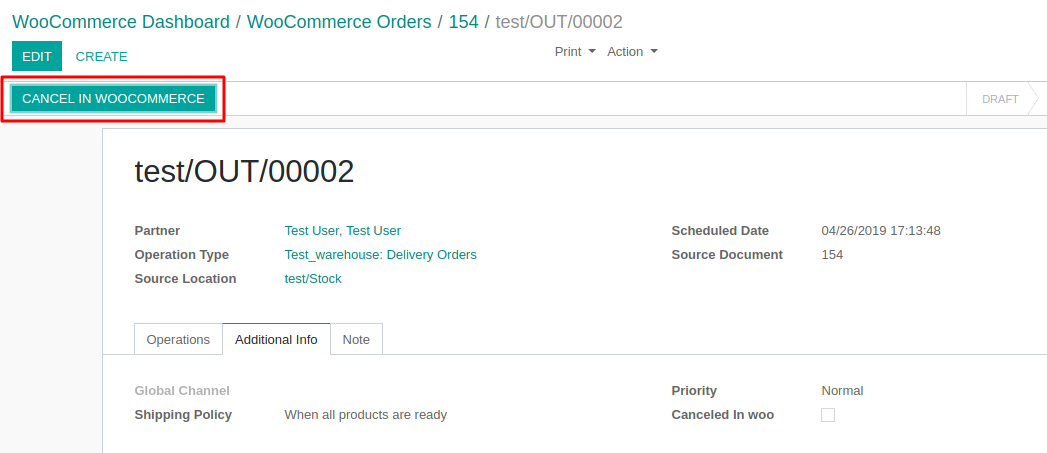 WooCommerce Dashboard / WooCommerce Orders / 154 / test/OUT/00002
EDIT CREATE Print Action
CANCEL IN WOOCOMMERCE DRAFT
test/OUT/00002
Partner Test User, Test User Scheduled Date 04/26/2019 17:13:48
Operation Type Test_warehouse: Delivery Orders Source Document 154
Source Location test/Stock
Operations Additional Info Note
Global Channel Priority Normal
Shipping Policy When all products are ready Canceled In woo